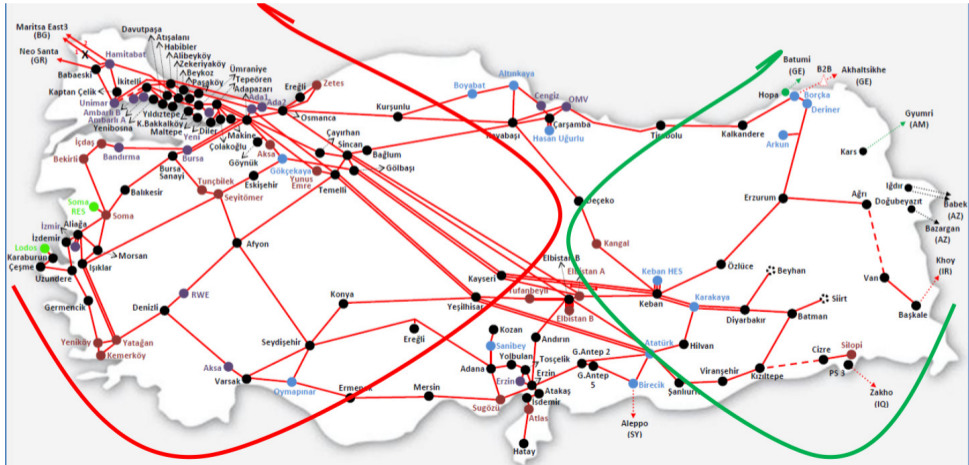 Maritsa East3
(BG)
Neo Santa
(GR)
Hamitabat
Babaeski
Kaptan Çelik
Unimar
Ambarlı B
Ambarlı A
Yenibosna
İkitelli
Davutpaşa
Atışalanı
Habibler
Alibeyköy
Zekeriyaköy
Beykoz
Paşköy
Ümraniye
Tepeören
Adapazarı
Yıldıztepe
K.Bakkalköy
Maltepe
Diler
Ada1
Ada2
Ereğli
Zetes
Osmanca
Makine
Çolakoğlu
Göynük
Aksa
Çayırhan
Sincan
Bağlum
Gölbaşı
Gökçekaya
Yunus
Emre
Temelli
Eskişehir
İçdaş
Bekirli
Bandırma
Yeni
Bursa
Bursa
Sanayi
Balıkesir
Tunçbilek
Seyitömer
Soma
RES
Soma
İzmir
Aliağa
İzdemir
Lodos
Karaburun
Çeşme
Uzundere
Işıklar
Morsan
Germencik
Yeniköy
Kemerköy
Yatağan
Denizli
RWE
Afyon
Aksa
Varsak
Oymapınar
Seydişehir
Konya
Ereğli
Ermenek
Mersin
Kurşunlu
Boyabat
Altınkaya
Cengiz
OMV
Çarşamba
Hasan Uğurlu
Kayabaşı
Tirebolu
Kalkandere
Hopa
Batumi
(GE)
B2B
Akhaltsikhe
(GE)
Borçka
Deriner
Arkun
Gyumri
(AM)
Kars
Iğdır
Doğubeyazıt
Babek
(AZ)
Bazargan
(AZ)
Erzurum
Ağrı
Van
Başkale
Khoy
(IR)
Deçeko
Kangal
Elbistan B
Elbistan A
Elbistan B
Tufanbeyli
Kayseri
Yeşilhisar
Keban HES
Keban
Özlüce
Beyhan
Karakaya
Diyarbakır
Batman
Siirt
Silopi
Cizre
PS 3
Zakho
(IQ)
Kızıltepe
Viranşehir
Şanlıurfa
Hilvan
Atatürk
Birecik
Aleppo
(SY)
G.Antep 2
G.Antep
5
Andırın
Kozan
Sanibey
Adana
Yolbulan
Tosçelik
Erzin
Erzin
Atakaş
İsdemir
Sugözü
Atlas
Hatay